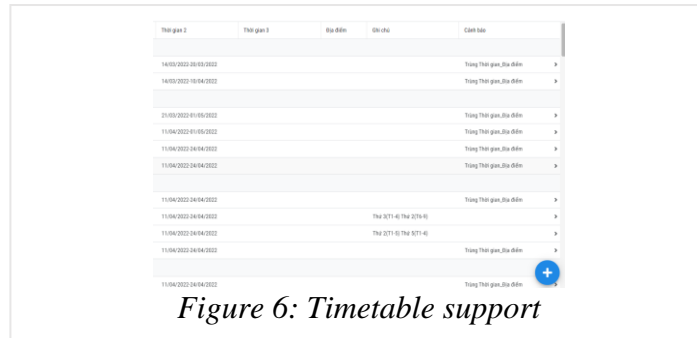 Thời gian 2 Thời gian 3 Địa điểm Ghi chú Cảnh báo
14/03/2022-20/03/2022 Trùng Thời gian_Địa điểm
14/03/2022-10/04/2022 Trùng Thời gian_Địa điểm
21/03/2022-01/05/2022 Trùng Thời gian_Địa điểm
11/04/2022-01/05/2022 Trùng Thời gian_Địa điểm
11/04/2022-24/04/2022 Trùng Thời gian_Địa điểm
11/04/2022-24/04/2022 Trùng Thời gian_Địa điểm
11/04/2022-24/04/2022 Trùng Thời gian_Địa điểm
11/04/2022-24/04/2022 Thứ 3(T1-4) Thứ 2(T6-9)
11/04/2022-24/04/2022 Thứ 2(T1-5) Thứ 5(T1-4)
11/04/2022-24/04/2022 Trùng Thời gian_Địa điểm
11/04/2022-24/04/2022 Trùng Thời gian_Địa điểm
Figure 6: Timetable support